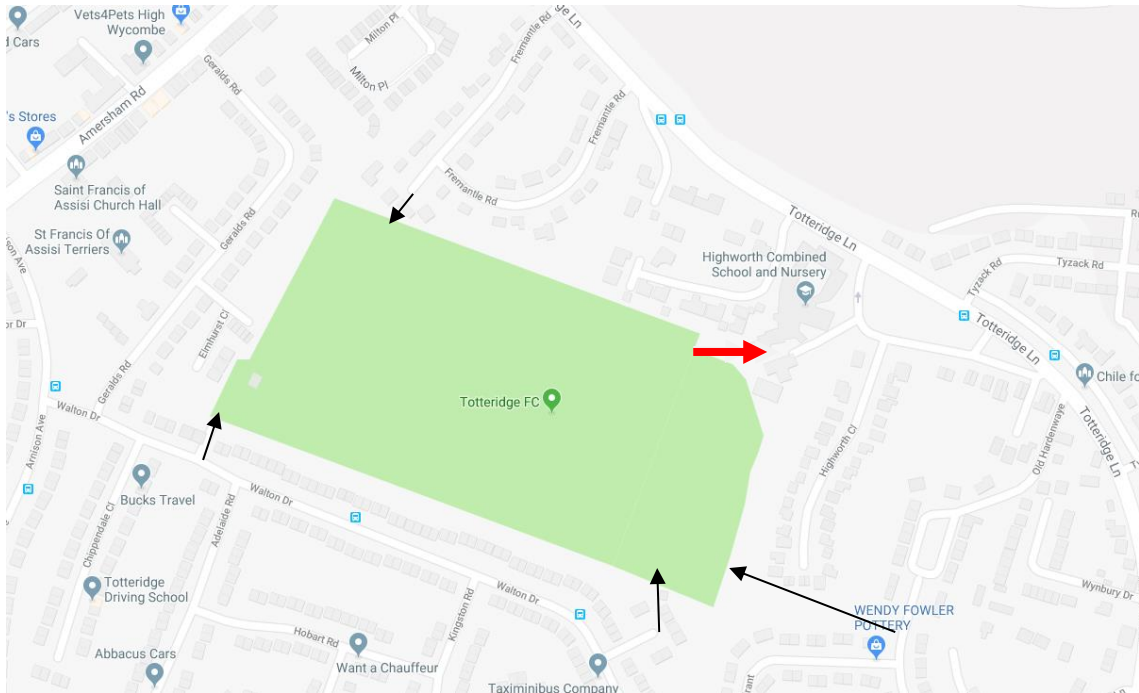 Vets4Pets High
Wycombe
d Cars
Geralds Rd
Milton Pl
Milton Pl
Fremantle Rd
Ln
Amersham Rd
's Stores
Fremantle Rd
Saint Francis of
Assisi Church Hall
Fremantle Rd
Geralds Rd
St Francis Of
Assisi Terriers
Totteridge Ln
Highworth Combined
School and Nursery
Tyzack Rd
Tyzack Rd
Elmhurst Cl
Totteridge Ln
Geralds Rd
Chile fo
Totteridge FC
Walton Dr
Arnison Ave
Highworth Cl
Old Hardenwaye
Totteridge Ln
Bucks Travel
Walton Dr
Adelaide Rd
Chippendale Cl
Totteridge
Driving School
Walton Dr
Kingston Rd
Wynbury Dr
WENDY FOWLER
POTTERY
Hobart Rd
Abbacus Cars
Want a Chauffeur
Taximinibus Company